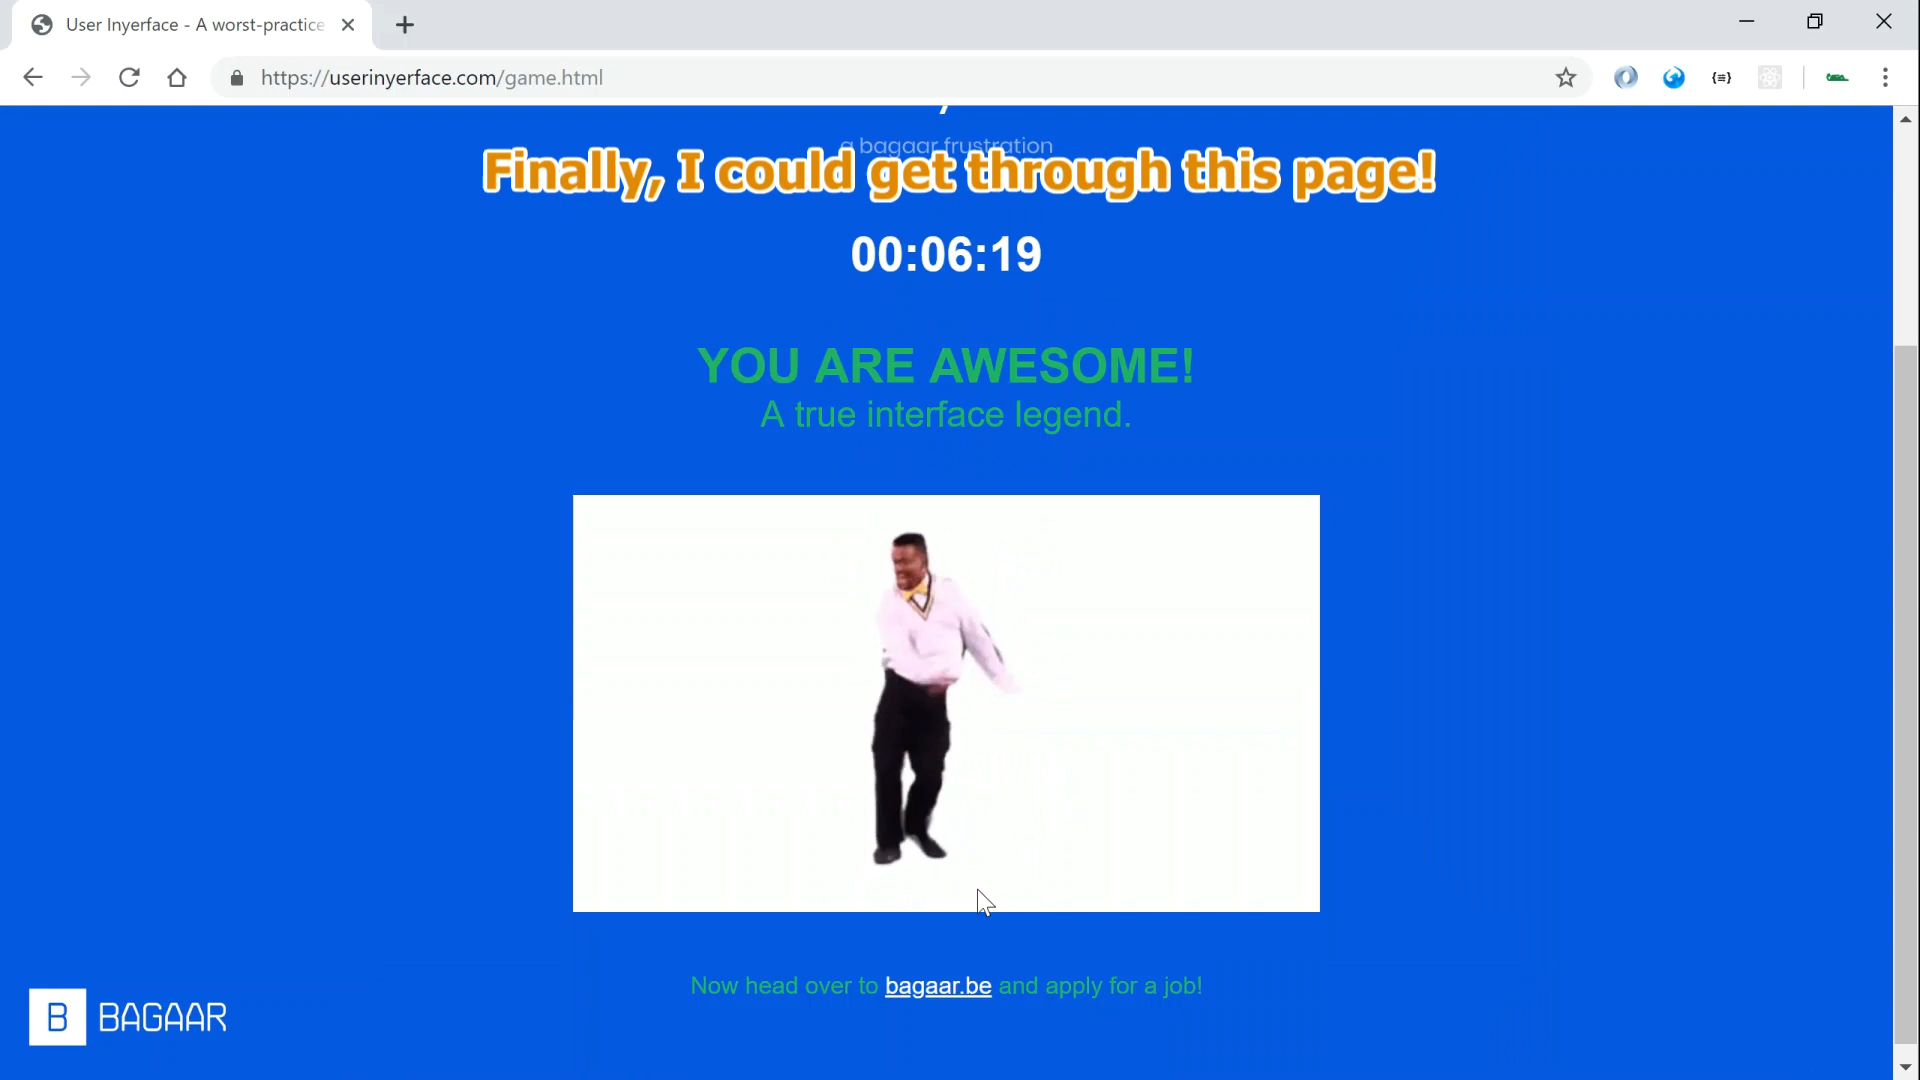 User Inyerface - A worst-practice
https://userinyerface.com/game.html
a bagaar frustration
Finally, I could get through this page!
00:06:19
YOU ARE AWESOME!
A true interface legend.
Now head over to bagaar.be and apply for a job!
B BAGAAR